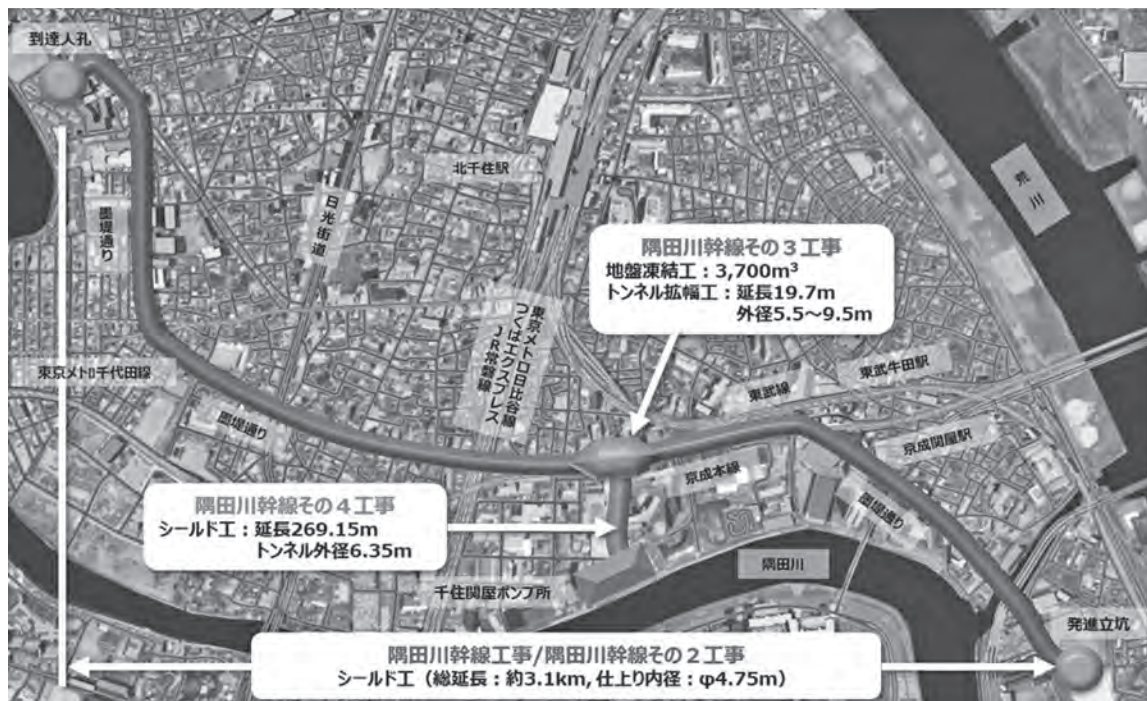 到達人孔
北千住駅
荒川
日光街道
墨堤通り
隅田川幹線その3工事
地盤凍結工：3,700m³
トンネル拡幅工：延長19.7m
外径5.5～9.5m
東京メトロ日比谷線
つくばエクスプレス
JR常磐線
東京メトロ千代田線
東武線
東武牛田駅
墨堤通り
京成関屋駅
京成本線
隅田川幹線その4工事
シールド工：延長269.15m
トンネル外径6.35m
墨堤通り
隅田川
千住関屋ポンプ所
発進立坑
隅田川幹線工事/隅田川幹線その2工事
シールド工（総延長：約3.1km, 仕上り内径：φ4.75m）